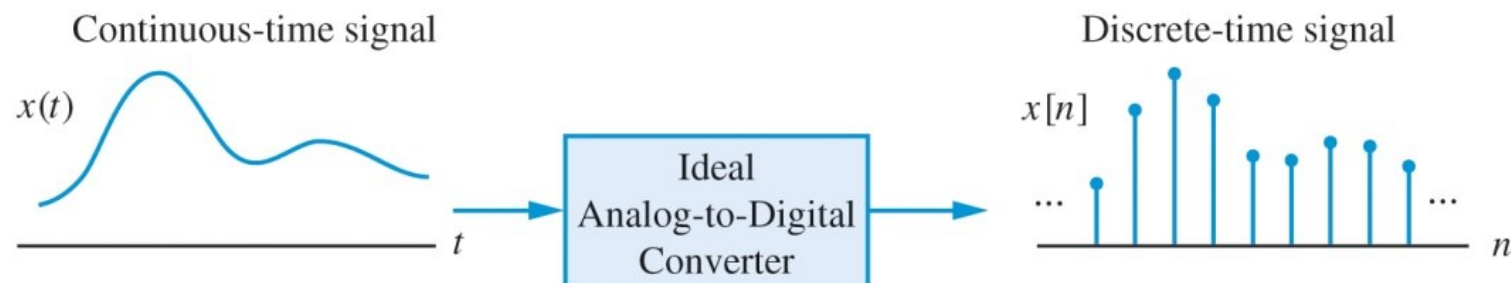 Continuous-time signal
x(t)
t
Ideal
Analog-to-Digital
Converter
Discrete-time signal
x[n]
...
...
n